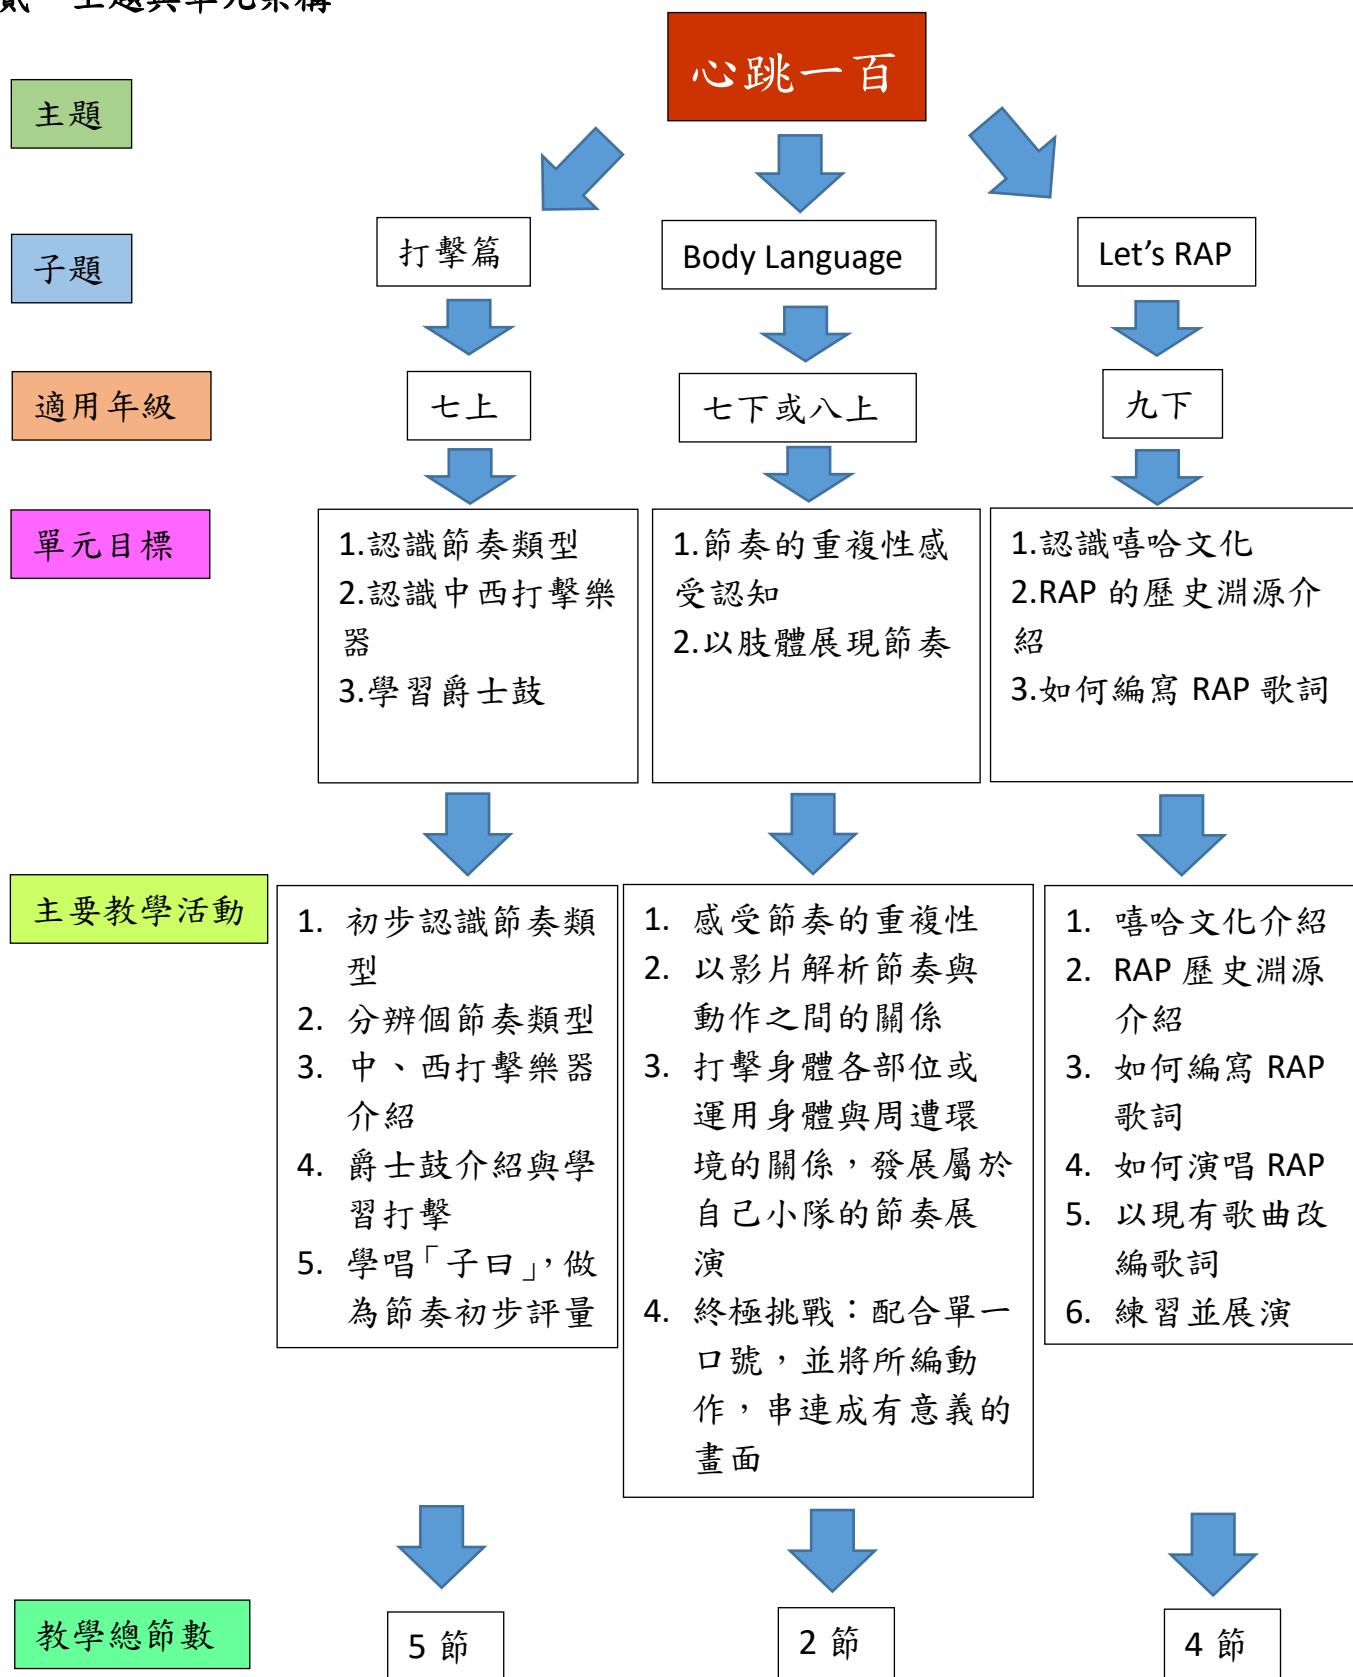 貳 主題與單元架構
心跳一百
主題
子題
打擊篇
Body Language
Let's RAP
適用年級
七上
七下或八上
九下
單元目標
1.認識節奏類型
2.認識中西打擊樂
器
3.學習爵士鼓
1.節奏的重複性感
受認知
2.以肢體展現節奏
1.認識嘻哈文化
2.RAP 的歷史淵源介
紹
3.如何編寫 RAP 歌詞
主要教學活動
1. 初步認識節奏類
型
2. 分辨個節奏類型
3. 中、西打擊樂器
介紹
4. 爵士鼓介紹與學
習打擊
5. 學唱「子曰」,做
為節奏初步評量
1. 感受節奏的重複性
2. 以影片解析節奏與
動作之間的關係
3. 打擊身體各部位或
運用身體與周遭環
境的關係,發展屬於
自己小隊的節奏展
演
4. 終極挑戰：配合單一
口號，並將所編動
作，串連成有意義的
畫面
1. 嘻哈文化介紹
2. RAP 歷史淵源
介紹
3. 如何編寫 RAP
歌詞
4. 如何演唱 RAP
5. 以現有歌曲改
編歌詞
6. 練習並展演
教學總節數
5 節
2 節
4 節